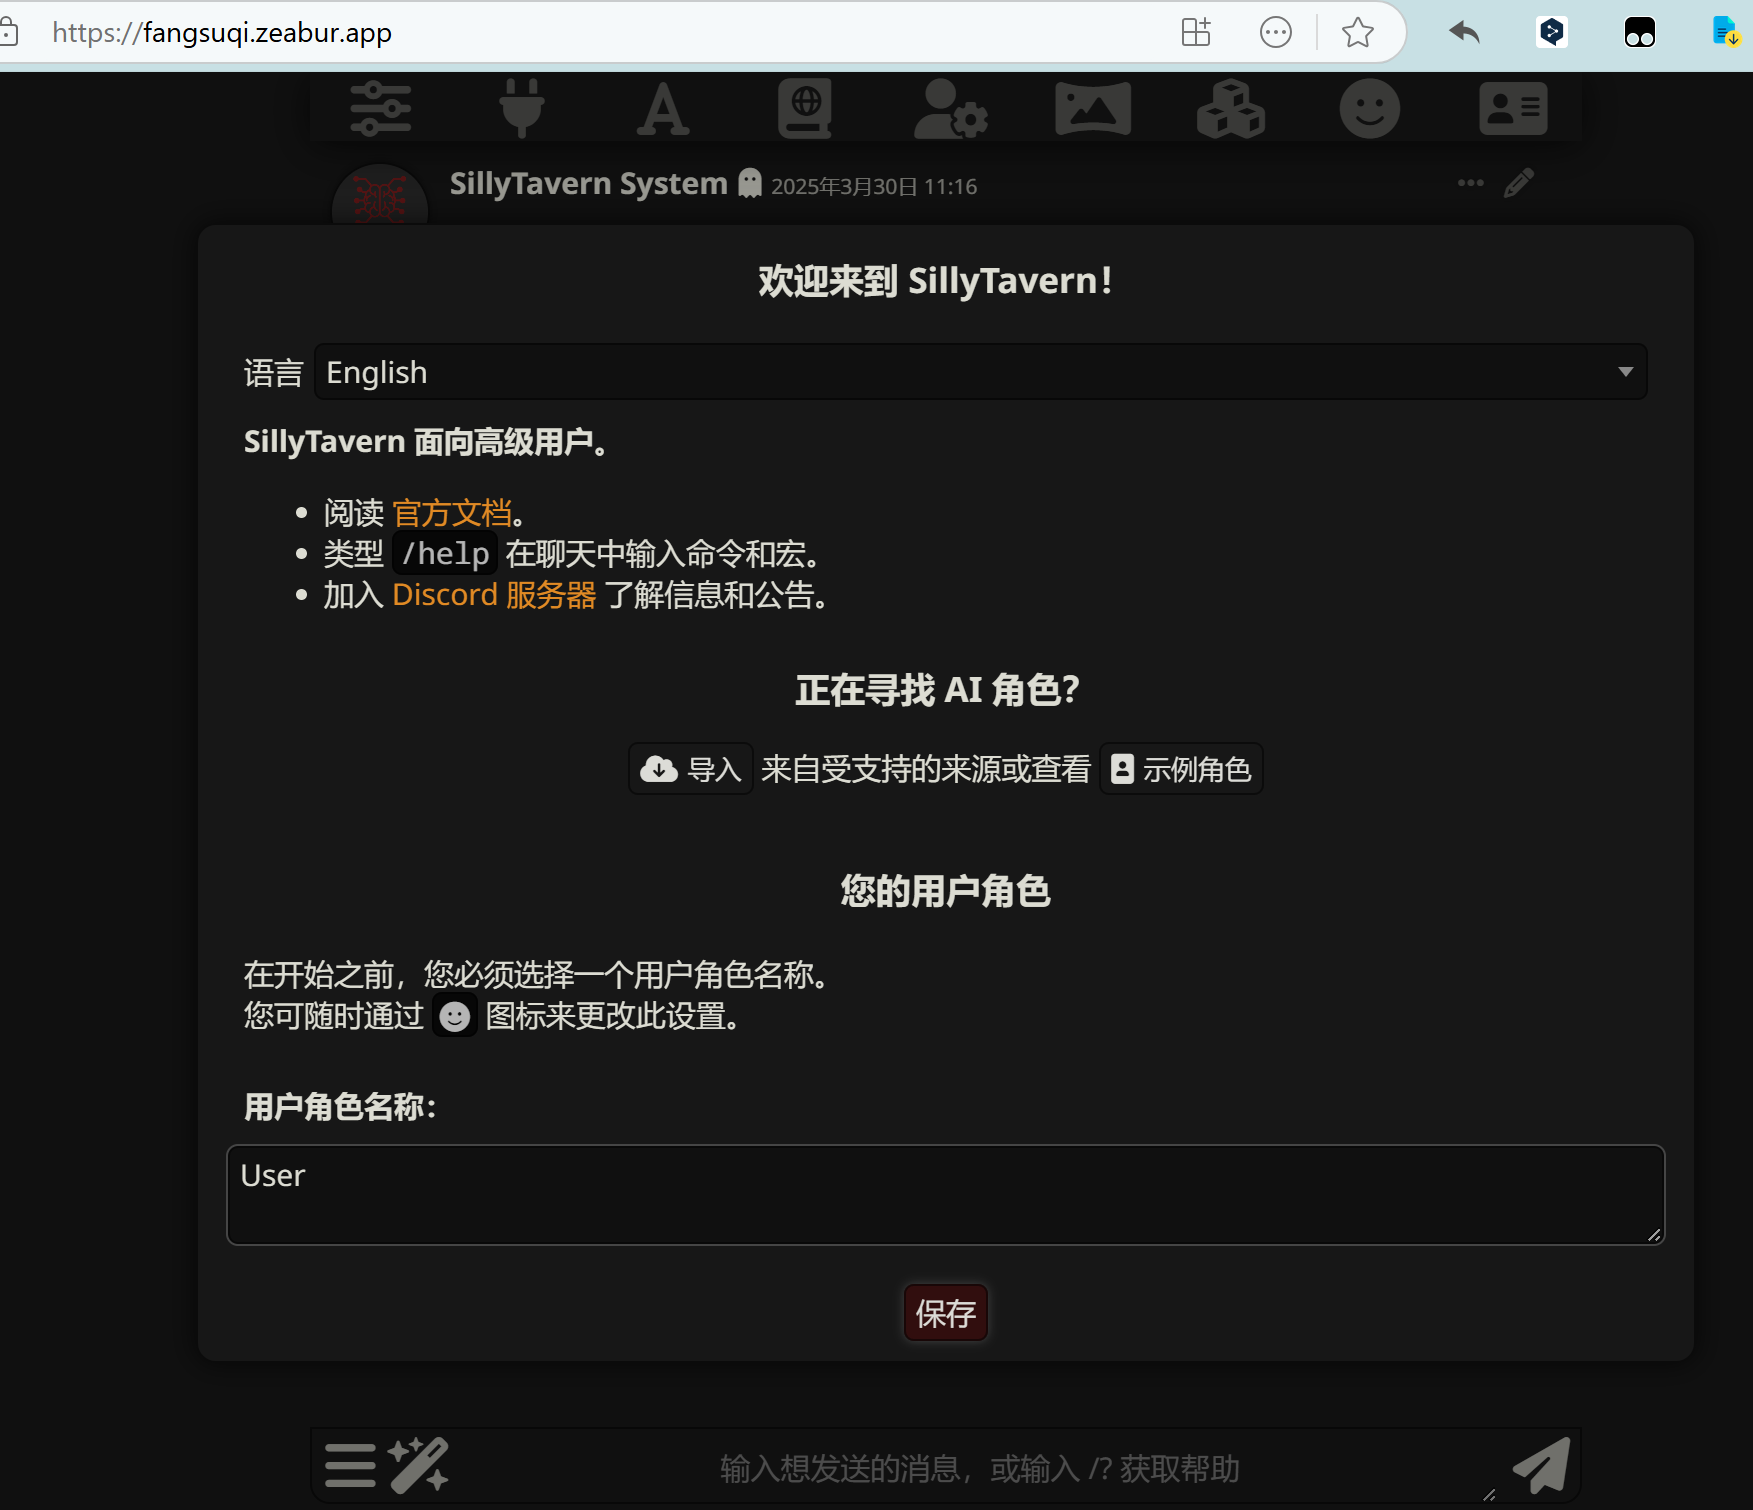 https://fangsuqi.zeabur.app
SillyTavern System 2025年3月30日 11:16
欢迎来到 SillyTavern！
语言 English
SillyTavern 面向高级用户。
阅读 官方文档。
类型 /help 在聊天中输入命令和宏。
加入 Discord 服务器 了解信息和公告。
正在寻找 AI 角色？
导入 来自受支持的来源或查看 示例角色
您的用户角色
在开始之前，您必须选择一个用户角色名称。
您可随时通过 图标来更改此设置。
用户角色名称：
User
保存
输入想发送的消息，或输入 /? 获取帮助